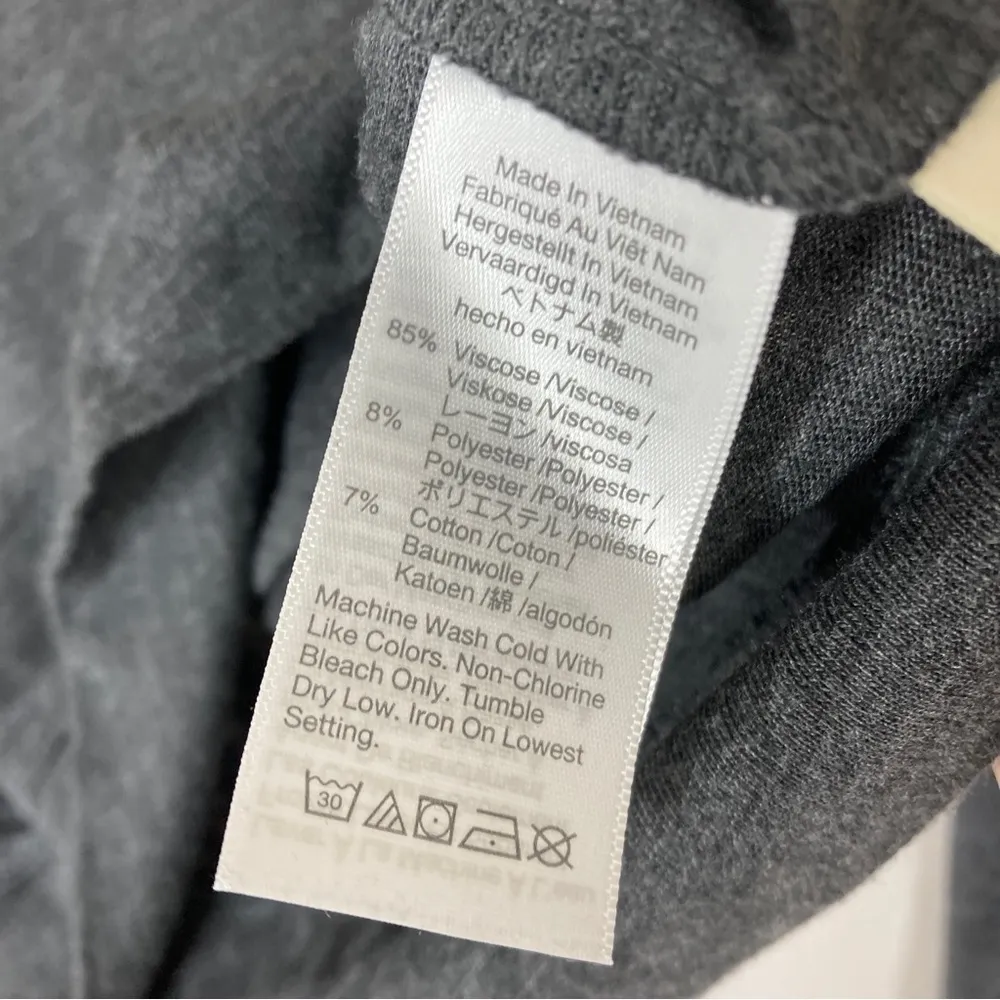 Made In Vietnam
Fabriqué Au Viêt Nam
Hergestellt In Vietnam
Vervaardigd In Vietnam
ベトナム製
hecho en vietnam
85% Viscose /Viscose /
Viskose /Viscose /
レーヨン /viscosa
8% Polyester /Polyester /
Polyester /Polyester /
ポリエステル /poliéster
7% Cotton /Coton /
Baumwolle /
Katoen /綿 /algodón
Machine Wash Cold With
Like Colors. Non-Chlorine
Bleach Only. Tumble
Dry Low. Iron On Lowest
Setting.
30